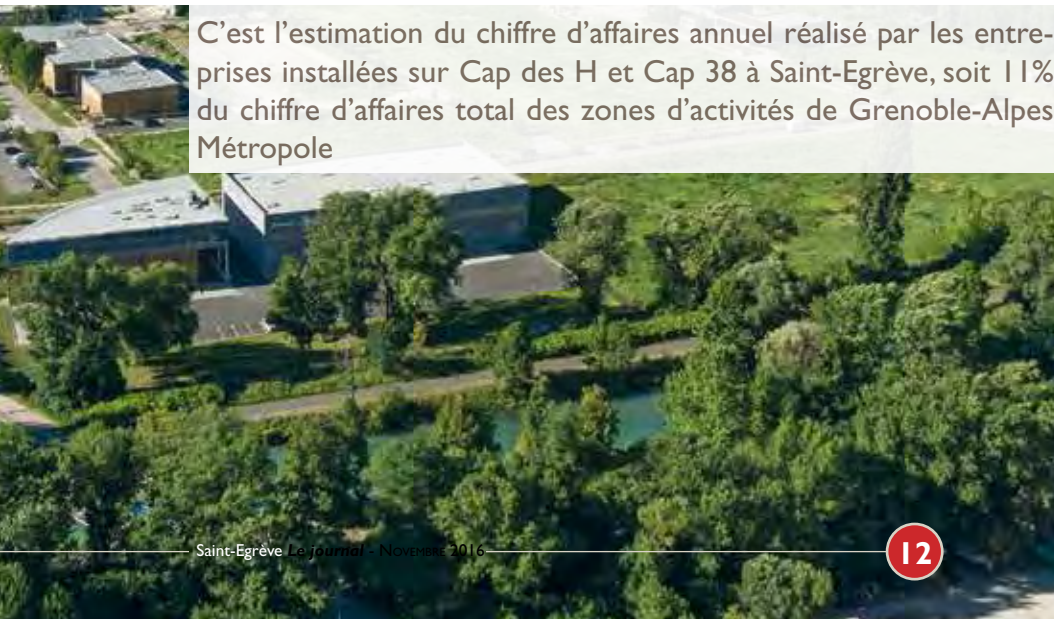 C’est l’estimation du chiffre d’affaires annuel réalisé par les entre-
prises installées sur Cap des H et Cap 38 à Saint-Egrève, soit 11%
du chiffre d’affaires total des zones d’activités de Grenoble-Alpes
Métropole
Saint-Egrève Le journal - Novembre 2016
12